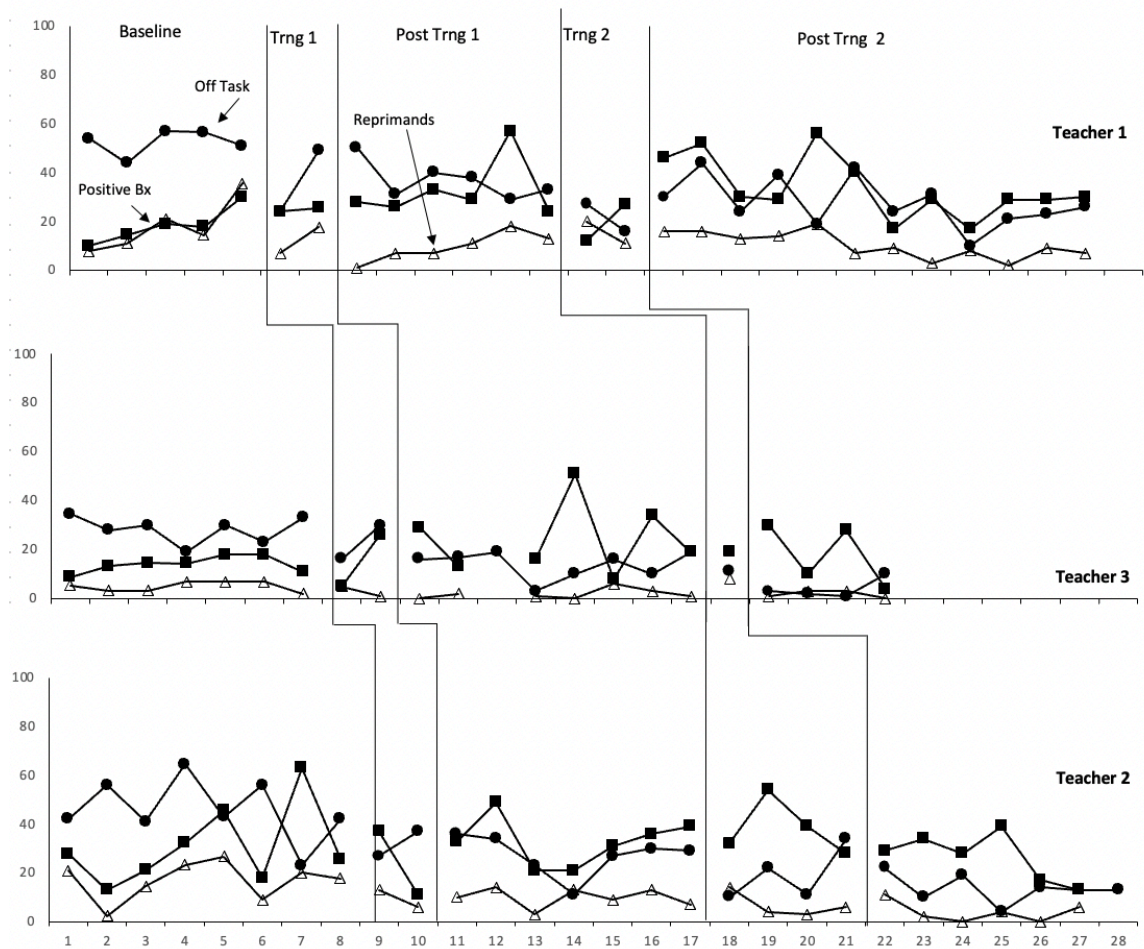 100
80
60
40
20
0
Baseline
Trng 1
Post Trng 1
Trng 2
Post Trng 2
Off Task
Reprimands
Positive Bx
Teacher 1
100
80
60
40
20
0
Teacher 3
100
80
60
40
20
0
Teacher 2
1 2 3 4 5 6 7 8 9 10 11 12 13 14 15 16 17 18 19 20 21 22 23 24 25 26 27 28